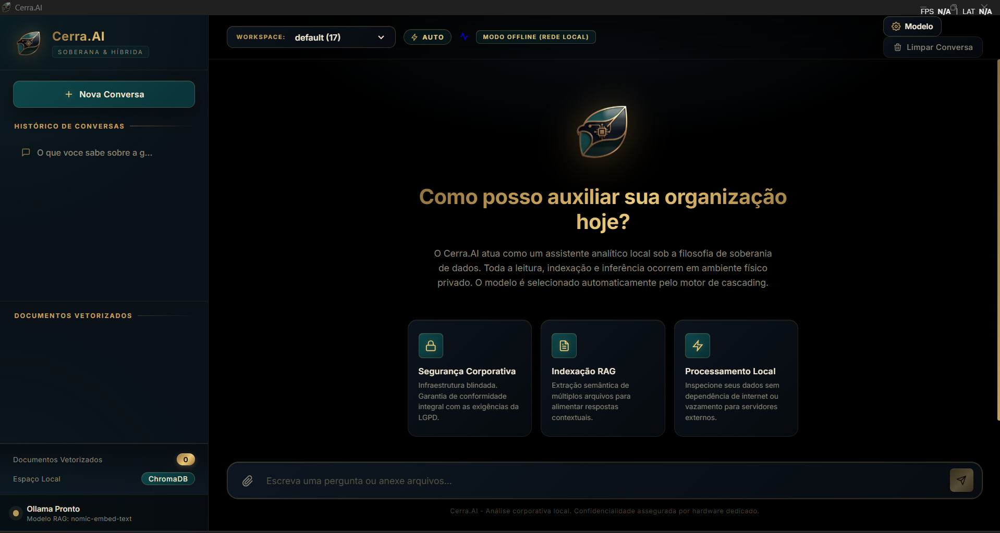 Cerra.AI
FPS N/A | LAT N/A
Cerra.AI
SOBERANA & HÍBRIDA
WORKSPACE: default (17)
AUTO
MODO OFFLINE (REDE LOCAL)
Modelo
Limpar Conversa
Nova Conversa
HISTÓRICO DE CONVERSAS
O que voce sabe sobre a g...
DOCUMENTOS VETORIZADOS
Documentos Vetorizados 0
Espaço Local ChromaDB
Ollama Pronto
Modelo RAG: nomic-embed-text
Como posso auxiliar sua organização
hoje?
O Cerra.AI atua como um assistente analítico local sob a filosofia de soberania
de dados. Toda a leitura, indexação e inferência ocorrem em ambiente físico
privado. O modelo é selecionado automaticamente pelo motor de cascading.
Segurança Corporativa
Infraestrutura blindada.
Garantia de conformidade
integral com as exigências da
LGPD.
Indexação RAG
Extração semântica de
múltiplos arquivos para
alimentar respostas
contextuais.
Processamento Local
Inspecione seus dados sem
dependência de internet ou
vazamento para servidores
externos.
Escreva uma pergunta ou anexe arquivos...
Cerra.AI - Análise corporativa local. Confidencialidade assegurada por hardware dedicado.